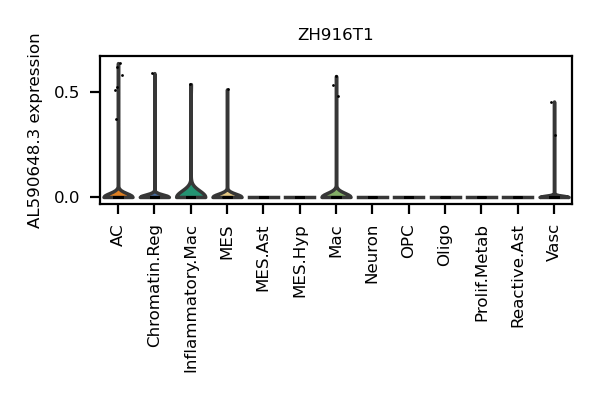 ZH916T1
AL590648.3 expression
0.5
0.0
AC
Chromatin.Reg
Inflammatory.Mac
MES
MES.Ast
MES.Hyp
Mac
Neuron
OPC
Oligo
Prolif.Metab
Reactive.Ast
Vasc